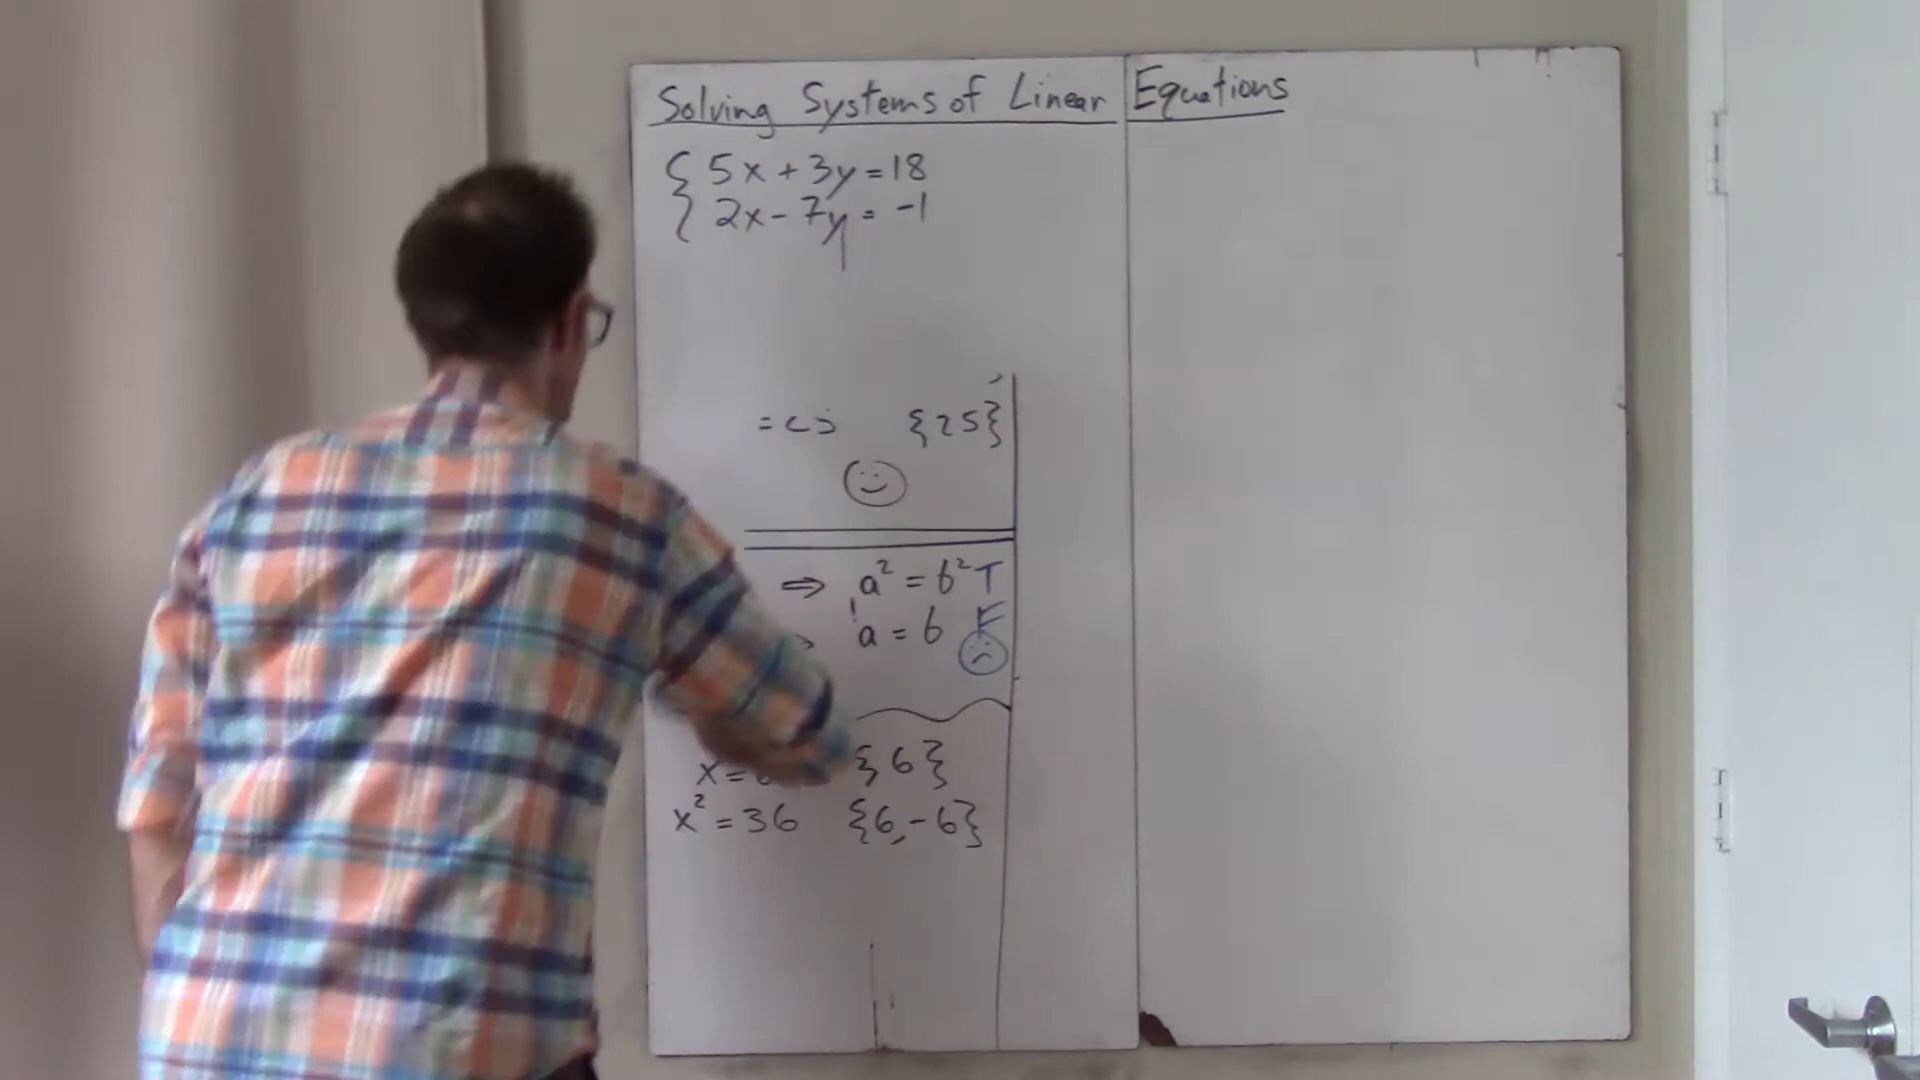 Solving Systems of Linear Equations
5x + 3y = 18
2x - 7y = -1
{25}
⇒ a² = b² T
a = b F
x = {6}
x² = 36 {6, -6}